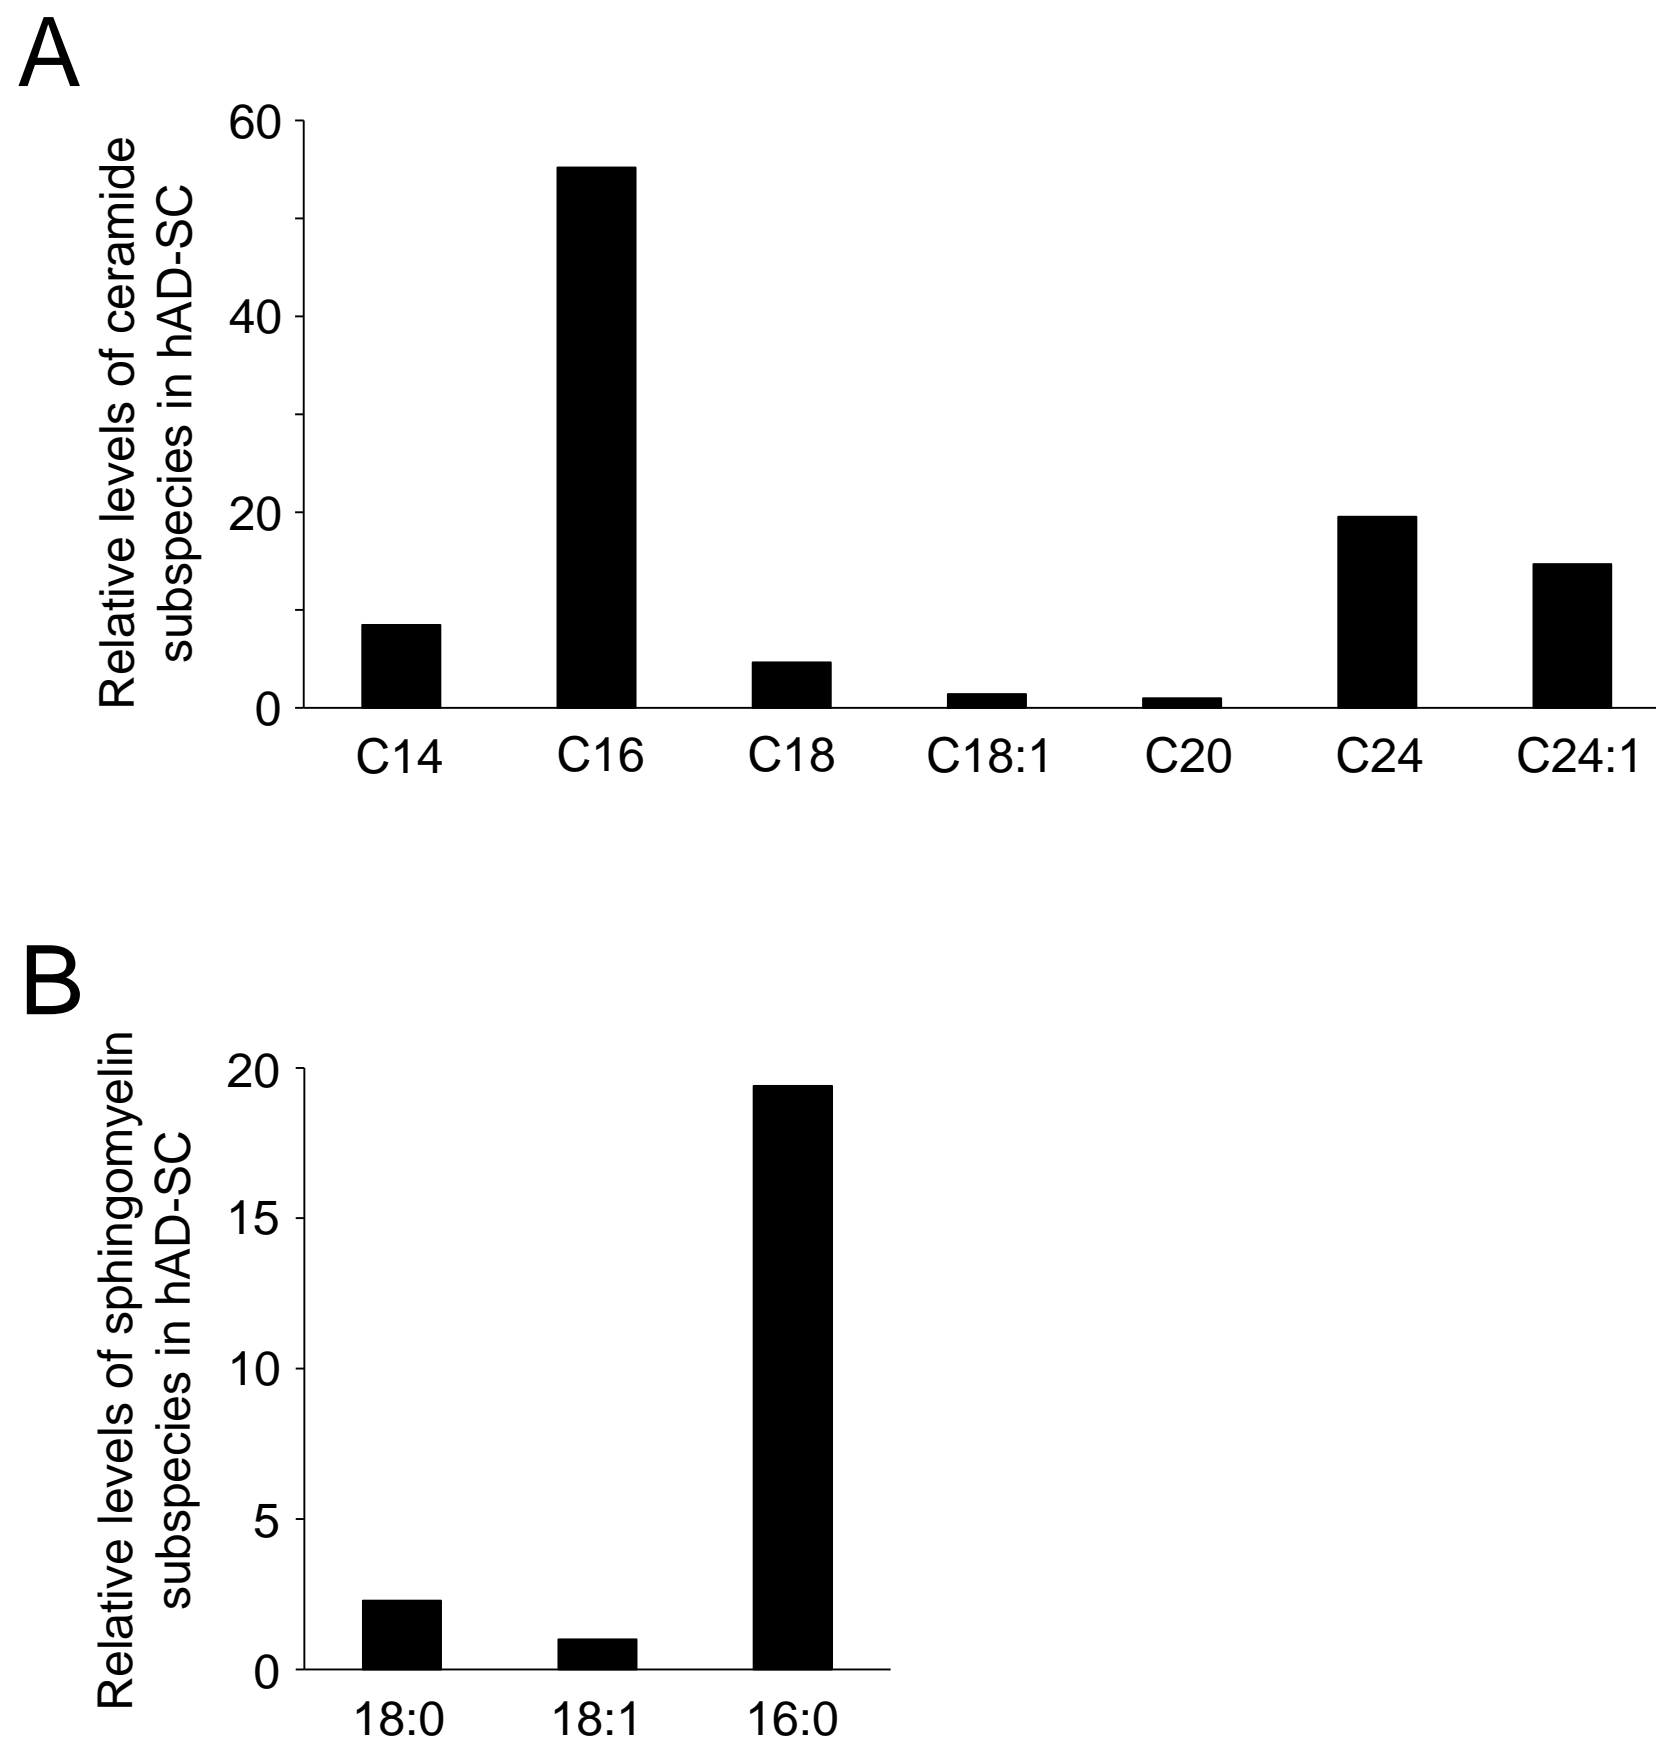 A
Relative levels of ceramide
subspecies in hAD-SC
60
40
20
0
C14 C16 C18 C18:1 C20 C24 C24:1
B
Relative levels of sphingomyelin
subspecies in hAD-SC
20
15
10
5
0
18:0 18:1 16:0